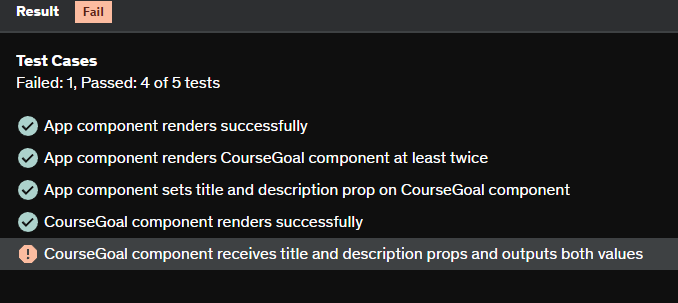 Result Fail
Test Cases
Failed: 1, Passed: 4 of 5 tests
App component renders successfully
App component renders CourseGoal component at least twice
App component sets title and description prop on CourseGoal component
CourseGoal component renders successfully
CourseGoal component receives title and description props and outputs both values